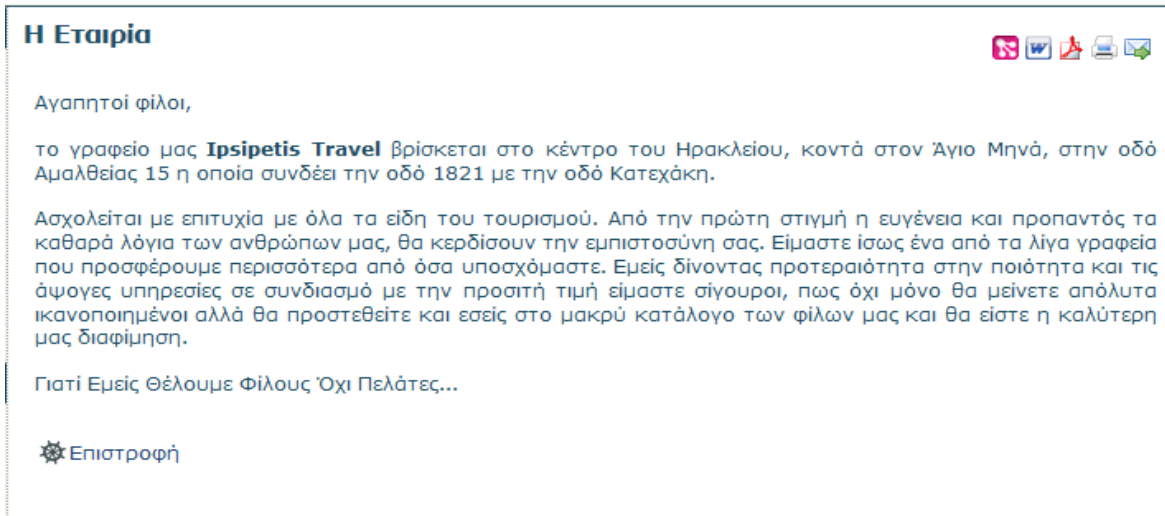 Η Εταιρία
Αγαπητοί φίλοι,
το γραφείο μας Ipsipetis Travel βρίσκεται στο κέντρο του Ηρακλείου, κοντά στον Άγιο Μηνά, στην οδό
Αμαλθείας 15 η οποία συνδέει την οδό 1821 με την οδό Κατεχάκη.
Ασχολείται με επιτυχία με όλα τα είδη του τουρισμού. Από την πρώτη στιγμή η ευγένεια και προπαντός τα
καθαρά λόγια των ανθρώπων μας, θα κερδίσουν την εμπιστοσύνη σας. Είμαστε ίσως ένα από τα λίγα γραφεία
που προσφέρουμε περισσότερα από όσα υποσχόμαστε. Εμείς δίνοντας προτεραιότητα στην ποιότητα και τις
άψογες υπηρεσίες σε συνδιασμό με την προσιτή τιμή είμαστε σίγουροι, πως όχι μόνο θα μείνετε απόλυτα
ικανοποιημένοι αλλά θα προστεθείτε και εσείς στο μακρύ κατάλογο των φίλων μας και θα είστε η καλύτερη
μας διαφίμηση.
Γιατί Εμείς Θέλουμε Φίλους Όχι Πελάτες...
Επιστροφή